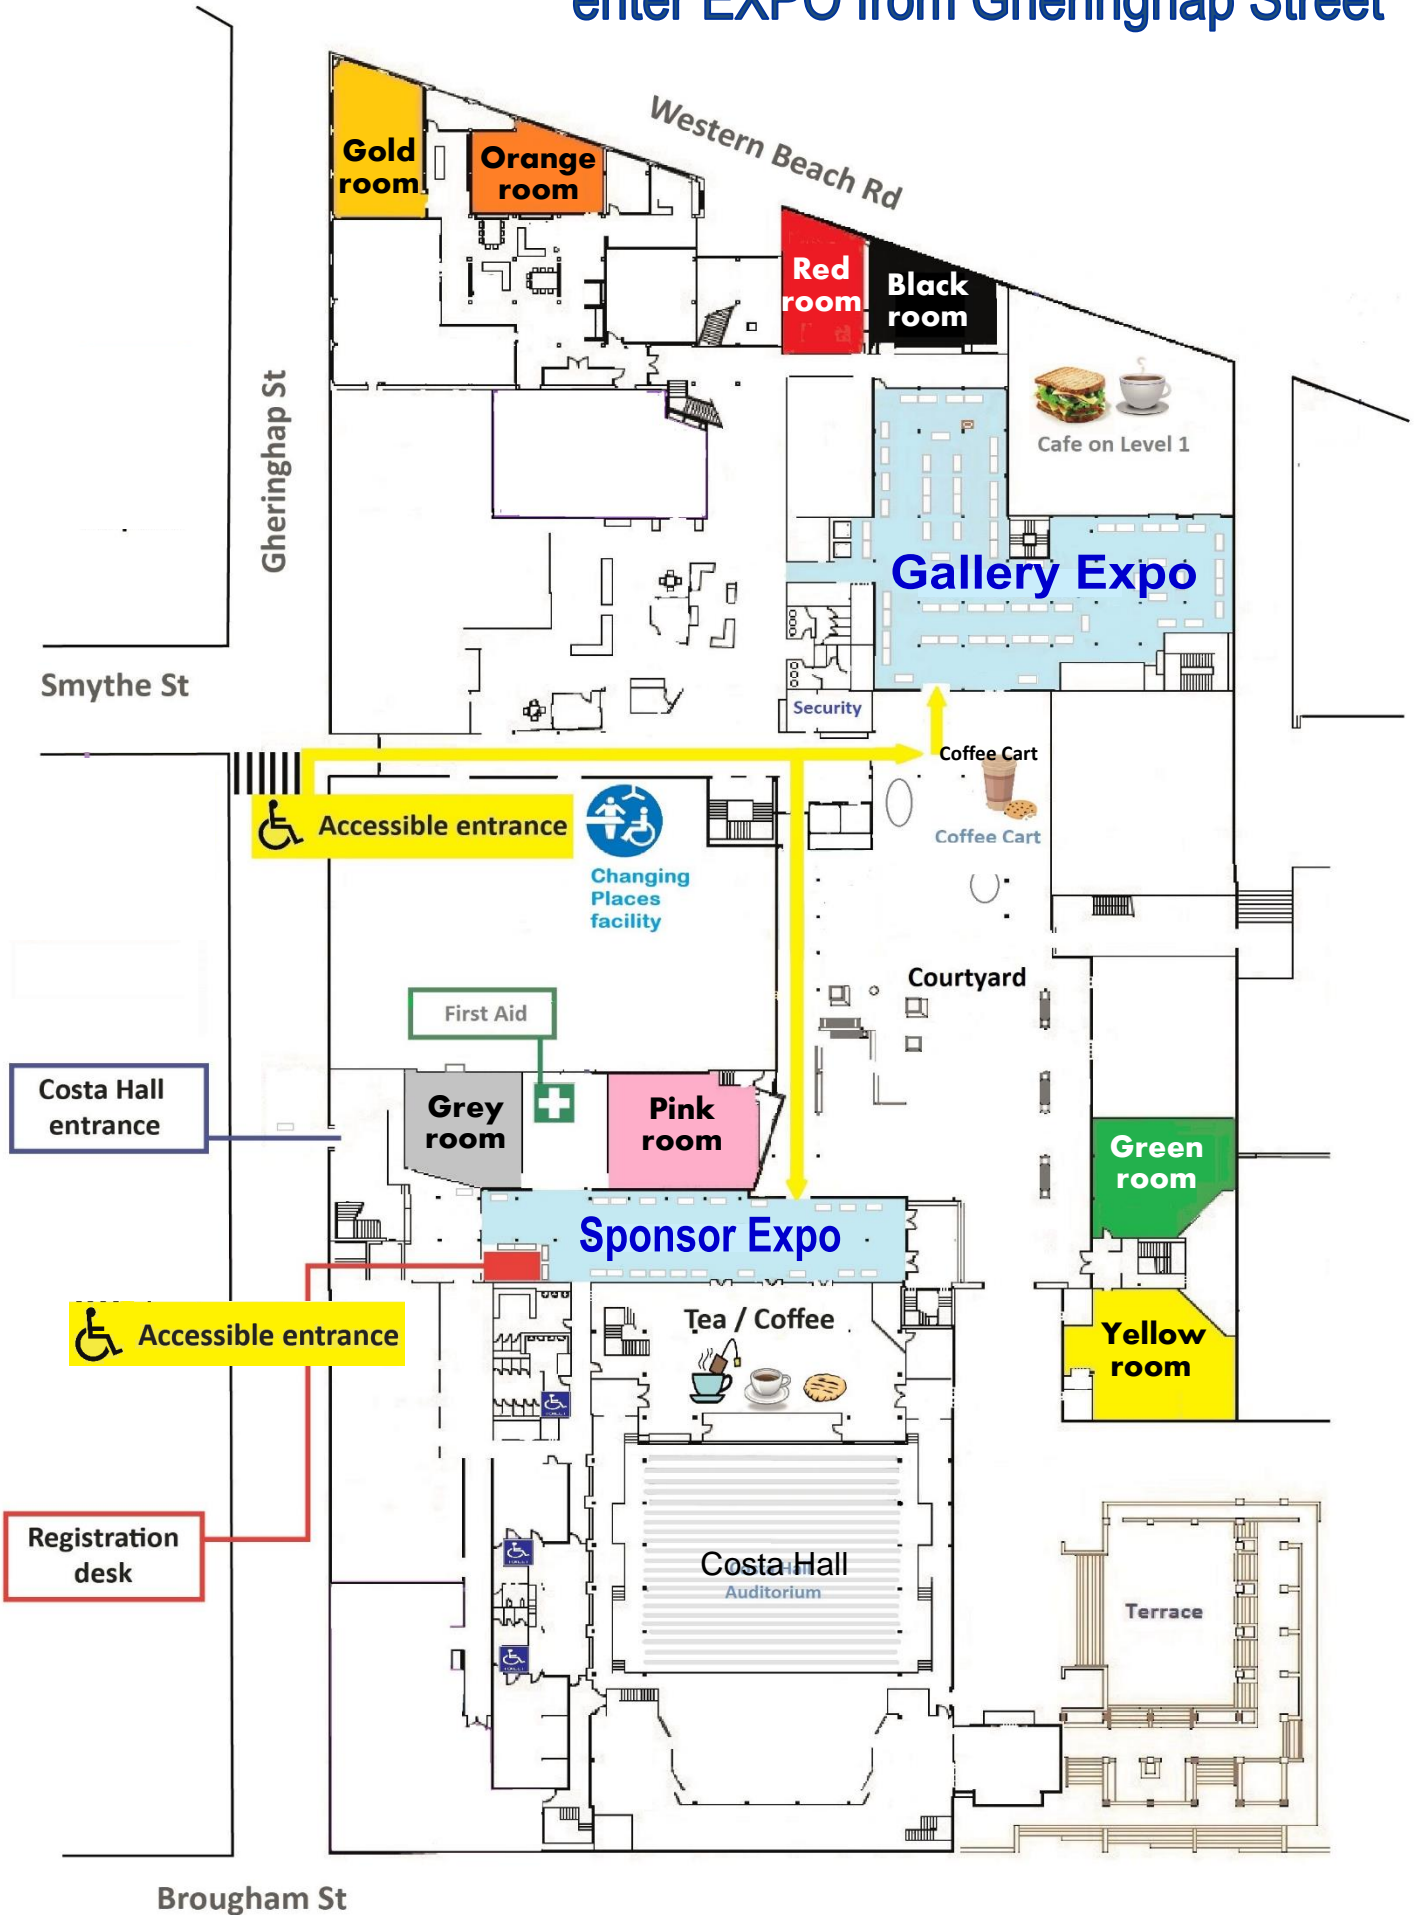 enter EXPO from Gheringhap Street
Western Beach Rd
Gold
room
Orange
room
Red
room
Black
room
Gheringhap St
Cafe on Level 1
Gallery Expo
Smythe St
Security
Coffee Cart
Coffee Cart
Accessible entrance
Changing
Places
facility
Courtyard
First Aid
Costa Hall
entrance
Grey
room
Pink
room
Green
room
Sponsor Expo
Accessible entrance
Tea / Coffee
Yellow
room
Registration
desk
Costa Hall
Costa Hall
Auditorium
Terrace
Brougham St